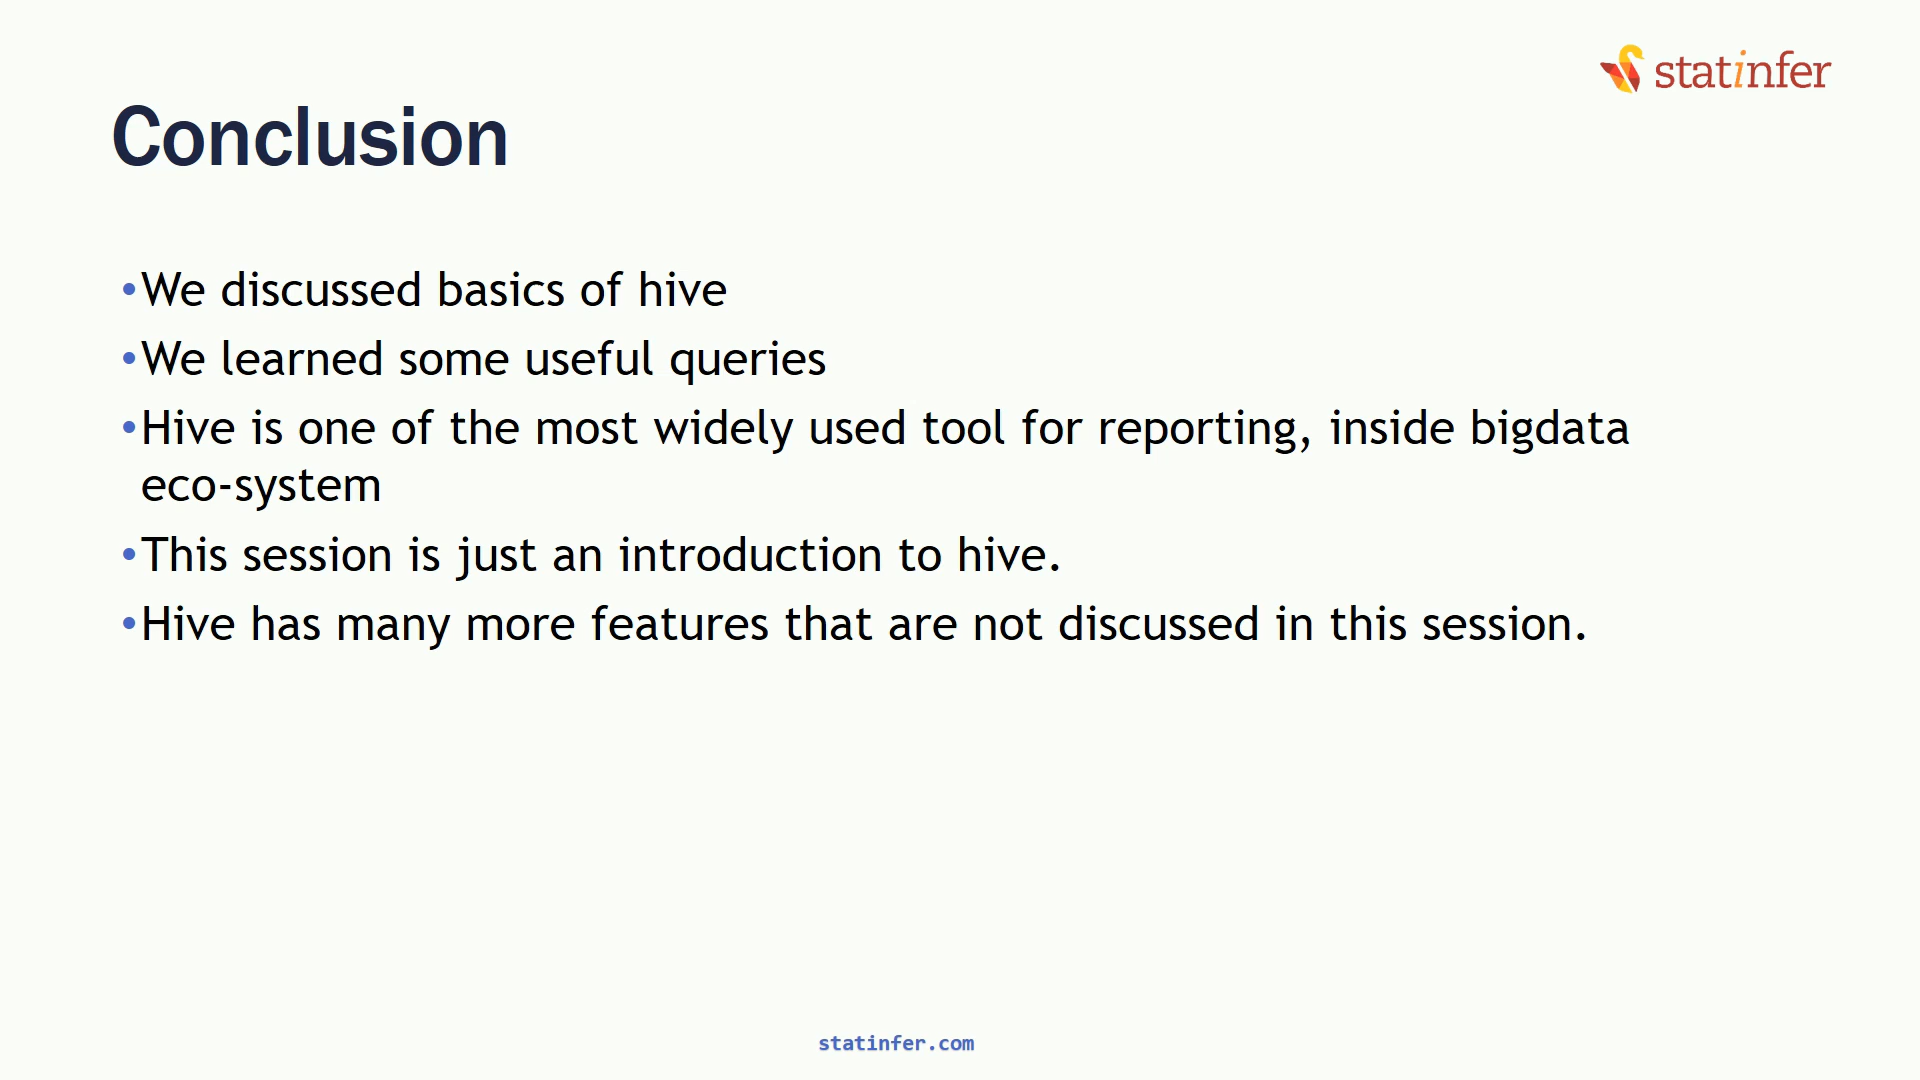 statinfer
Conclusion
•We discussed basics of hive
•We learned some useful queries
•Hive is one of the most widely used tool for reporting, inside bigdata
eco-system
•This session is just an introduction to hive.
•Hive has many more features that are not discussed in this session.
statinfer.com